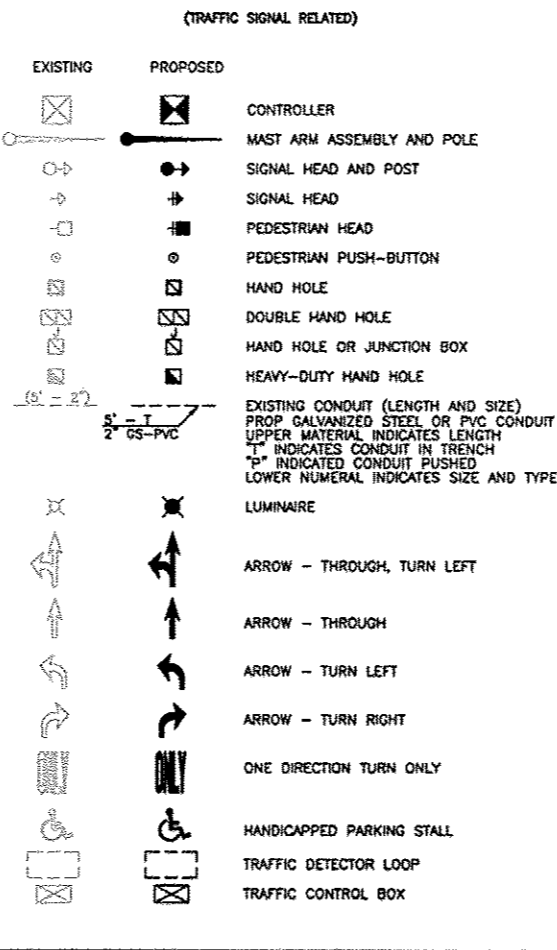 (TRAFFIC SIGNAL RELATED)
EXISTING PROPOSED
CONTROLLER
MAST ARM ASSEMBLY AND POLE
SIGNAL HEAD AND POST
SIGNAL HEAD
PEDESTRIAN HEAD
PEDESTRIAN PUSH-BUTTON
HAND HOLE
DOUBLE HAND HOLE
HAND HOLE OR JUNCTION BOX
HEAVY-DUTY HAND HOLE
(5' - 2") EXISTING CONDUIT (LENGTH AND SIZE)
5' - T PROP GALVANIZED STEEL OR PVC CONDUIT
2" GS-PVC UPPER MATERIAL INDICATES LENGTH
"T" INDICATES CONDUIT IN TRENCH
"P" INDICATED CONDUIT PUSHED
LOWER NUMERAL INDICATES SIZE AND TYPE
LUMINAIRE
ARROW - THROUGH, TURN LEFT
ARROW - THROUGH
ARROW - TURN LEFT
ARROW - TURN RIGHT
ONLY ONLY ONE DIRECTION TURN ONLY
HANDICAPPED PARKING STALL
TRAFFIC DETECTOR LOOP
TRAFFIC CONTROL BOX